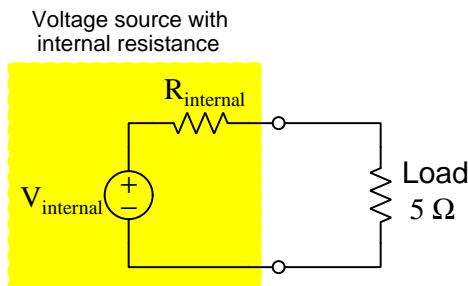 Voltage source with
internal resistance
R_internal
V_internal
+
−
Load
5 Ω